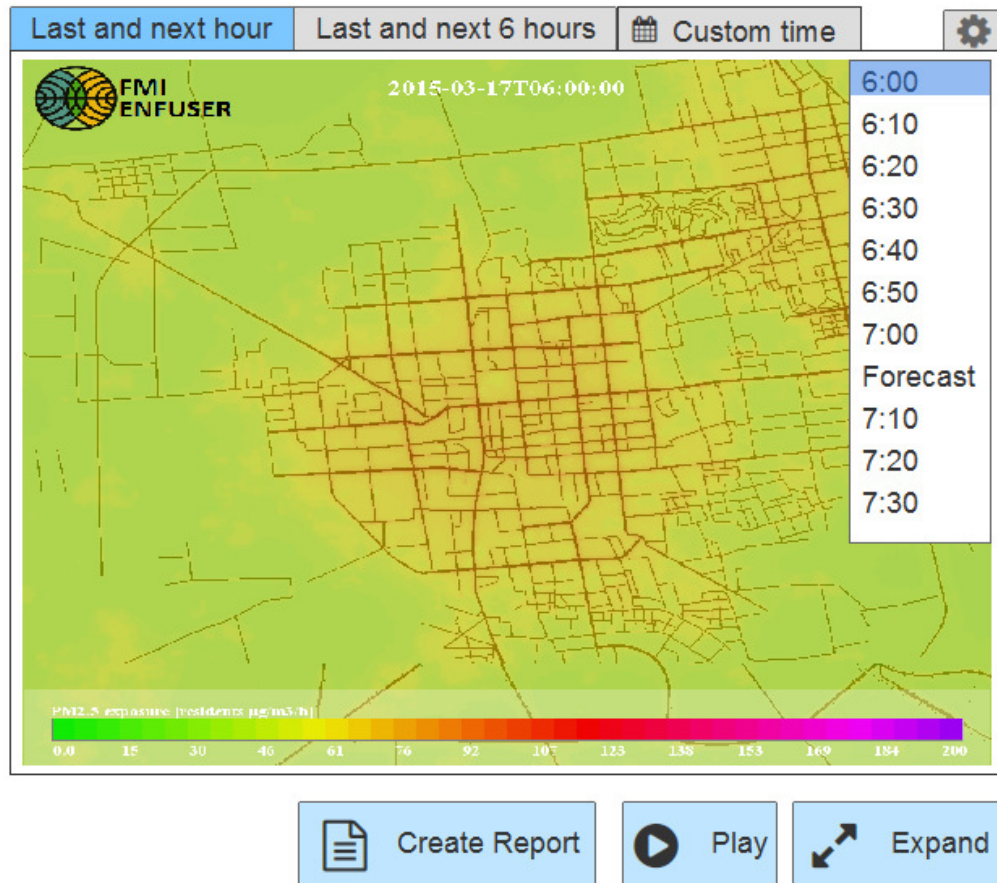 Last and next hour
Last and next 6 hours
Custom time
FMI
ENFUSER
2015-03-17T06:00:00
6:00
6:10
6:20
6:30
6:40
6:50
7:00
Forecast
7:10
7:20
7:30
PM2.5 exposure [residents µg/m3/h]
0.0 15 30 46 61 76 92 107 123 138 153 169 184 200
Create Report
Play
Expand